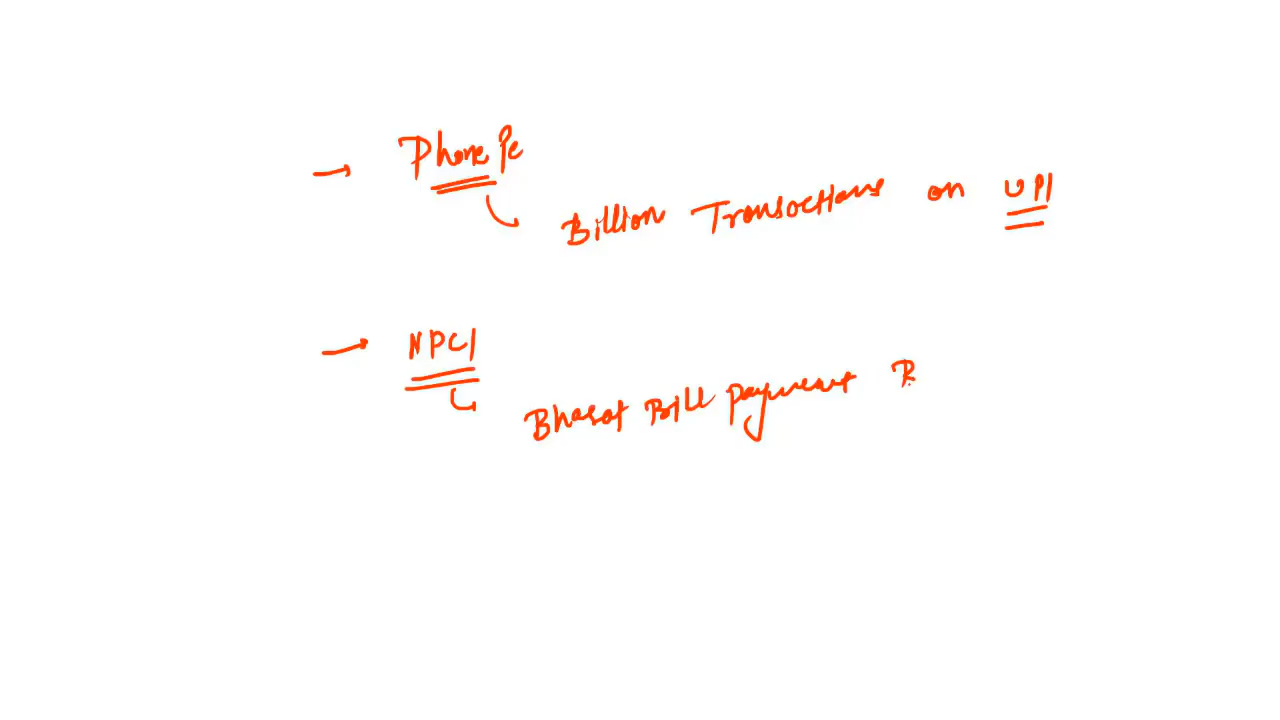 → PhonePe
Billion Transactions on UPI
→ NPCI
Bharat Bill payment